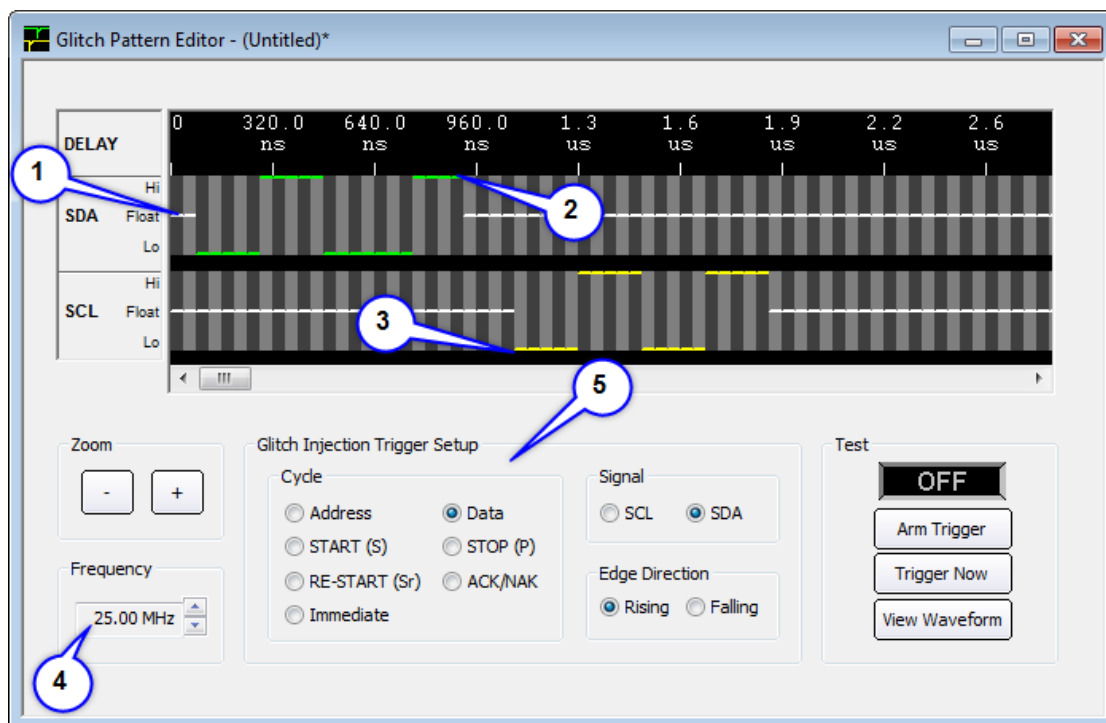 Glitch Pattern Editor - (Untitled)*
DELAY
0 320.0 640.0 960.0 1.3 1.6 1.9 2.2 2.6
ns ns ns us us us us us
1
Hi
SDA Float
Lo
2
Hi
SCL Float
Lo
3
5
Zoom
- +
Frequency
25.00 MHz
4
Glitch Injection Trigger Setup
Cycle
Address Data
START (S) STOP (P)
RE-START (Sr) ACK/NAK
Immediate
Signal
SCL SDA
Edge Direction
Rising Falling
Test
OFF
Arm Trigger
Trigger Now
View Waveform